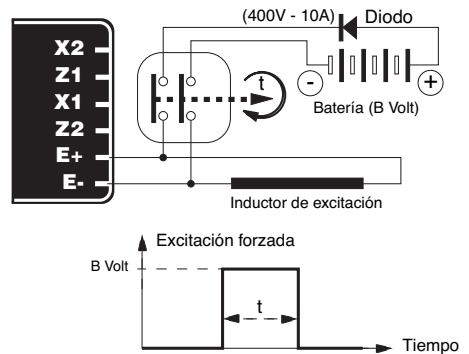 (400V - 10A) Diodo
X2
Z1
X1
Z2
E+
E-
t
-
+
Batería (B Volt)
Inductor de excitación
Excitación forzada
B Volt
t
Tiempo